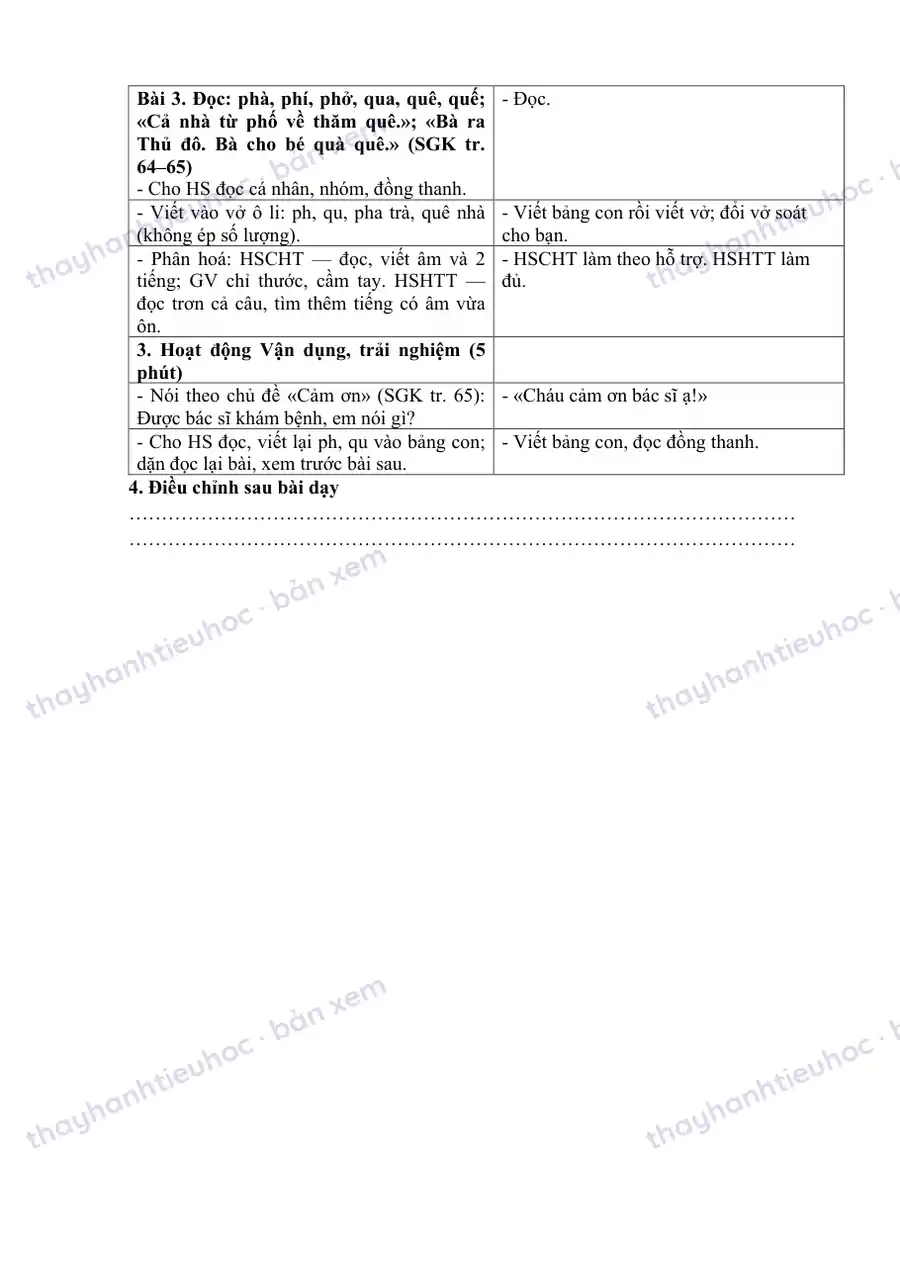 Bài 3. Đọc: phà, phí, phở, qua, quê, quế;
«Cả nhà từ phố về thăm quê.»; «Bà ra
Thủ đô. Bà cho bé quà quê.» (SGK tr.
64–65)
- Cho HS đọc cá nhân, nhóm, đồng thanh.
- Đọc.
- Viết vào vở ô li: ph, qu, pha trà, quê nhà
(không ép số lượng).
- Viết bảng con rồi viết vở; đổi vở soát
cho bạn.
- Phân hoá: HSCHT — đọc, viết âm và 2
tiếng; GV chỉ thước, cầm tay. HSHTT —
đọc trơn cả câu, tìm thêm tiếng có âm vừa
ôn.
- HSCHT làm theo hỗ trợ. HSHTT làm
đủ.
3. Hoạt động Vận dụng, trải nghiệm (5
phút)
- Nói theo chủ đề «Cảm ơn» (SGK tr. 65):
Được bác sĩ khám bệnh, em nói gì?
- «Cháu cảm ơn bác sĩ ạ!»
- Cho HS đọc, viết lại ph, qu vào bảng con;
dặn đọc lại bài, xem trước bài sau.
- Viết bảng con, đọc đồng thanh.
4. Điều chỉnh sau bài dạy
…………………………………………………………………………………………
…………………………………………………………………………………………
thayhanhtieuhoc · bản xem
thayhanhtieuhoc · b
thayhanhtieuhoc · bản xem
thayhanhtieuhoc · b
thayhanhtieuhoc · bản xem
thayhanhtieuhoc · b